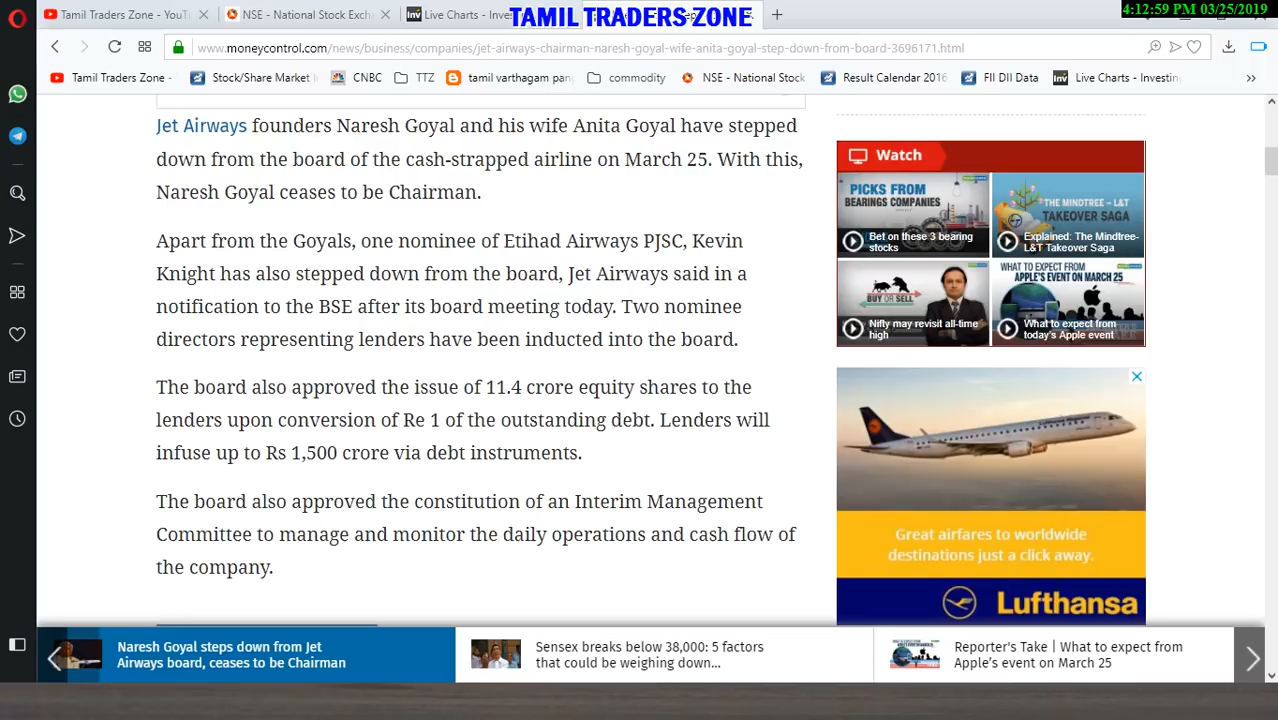 Tamil Traders Zone - YouT
NSE - National Stock Exch
Inv Live Charts - Inves
TAMIL TRADERS ZONE
4:12:59 PM 03/25/2019
www.moneycontrol.com/news/business/companies/jet-airways-chairman-naresh-goyal-wife-anita-goyal-step-down-from-board-3696171.html
Tamil Traders Zone -
Stock/Share Market
CNBC
TTZ
tamil varthagam pan
commodity
NSE - National Stock
Result Calendar 2016
FII DII Data
Inv Live Charts - Investin
Jet Airways founders Naresh Goyal and his wife Anita Goyal have stepped
down from the board of the cash-strapped airline on March 25. With this,
Naresh Goyal ceases to be Chairman.
Apart from the Goyals, one nominee of Etihad Airways PJSC, Kevin
Knight has also stepped down from the board, Jet Airways said in a
notification to the BSE after its board meeting today. Two nominee
directors representing lenders have been inducted into the board.
The board also approved the issue of 11.4 crore equity shares to the
lenders upon conversion of Re 1 of the outstanding debt. Lenders will
infuse up to Rs 1,500 crore via debt instruments.
The board also approved the constitution of an Interim Management
Committee to manage and monitor the daily operations and cash flow of
the company.
Watch
PICKS FROM
BEARINGS COMPANIES
Bet on these 3 bearing
stocks
THE MINDTREE – L&T
TAKEOVER SAGA
Explained: The Mindtree-
L&T Takeover Saga
BUY OR SELL
Nifty may revisit all-time
high
WHAT TO EXPECT FROM
APPLE'S EVENT ON MARCH 25
What to expect from
today's Apple event
Great airfares to worldwide
destinations just a click away.
Lufthansa
Naresh Goyal steps down from Jet
Airways board, ceases to be Chairman
Sensex breaks below 38,000: 5 factors
that could be weighing down...
Reporter's Take | What to expect from
Apple's event on March 25